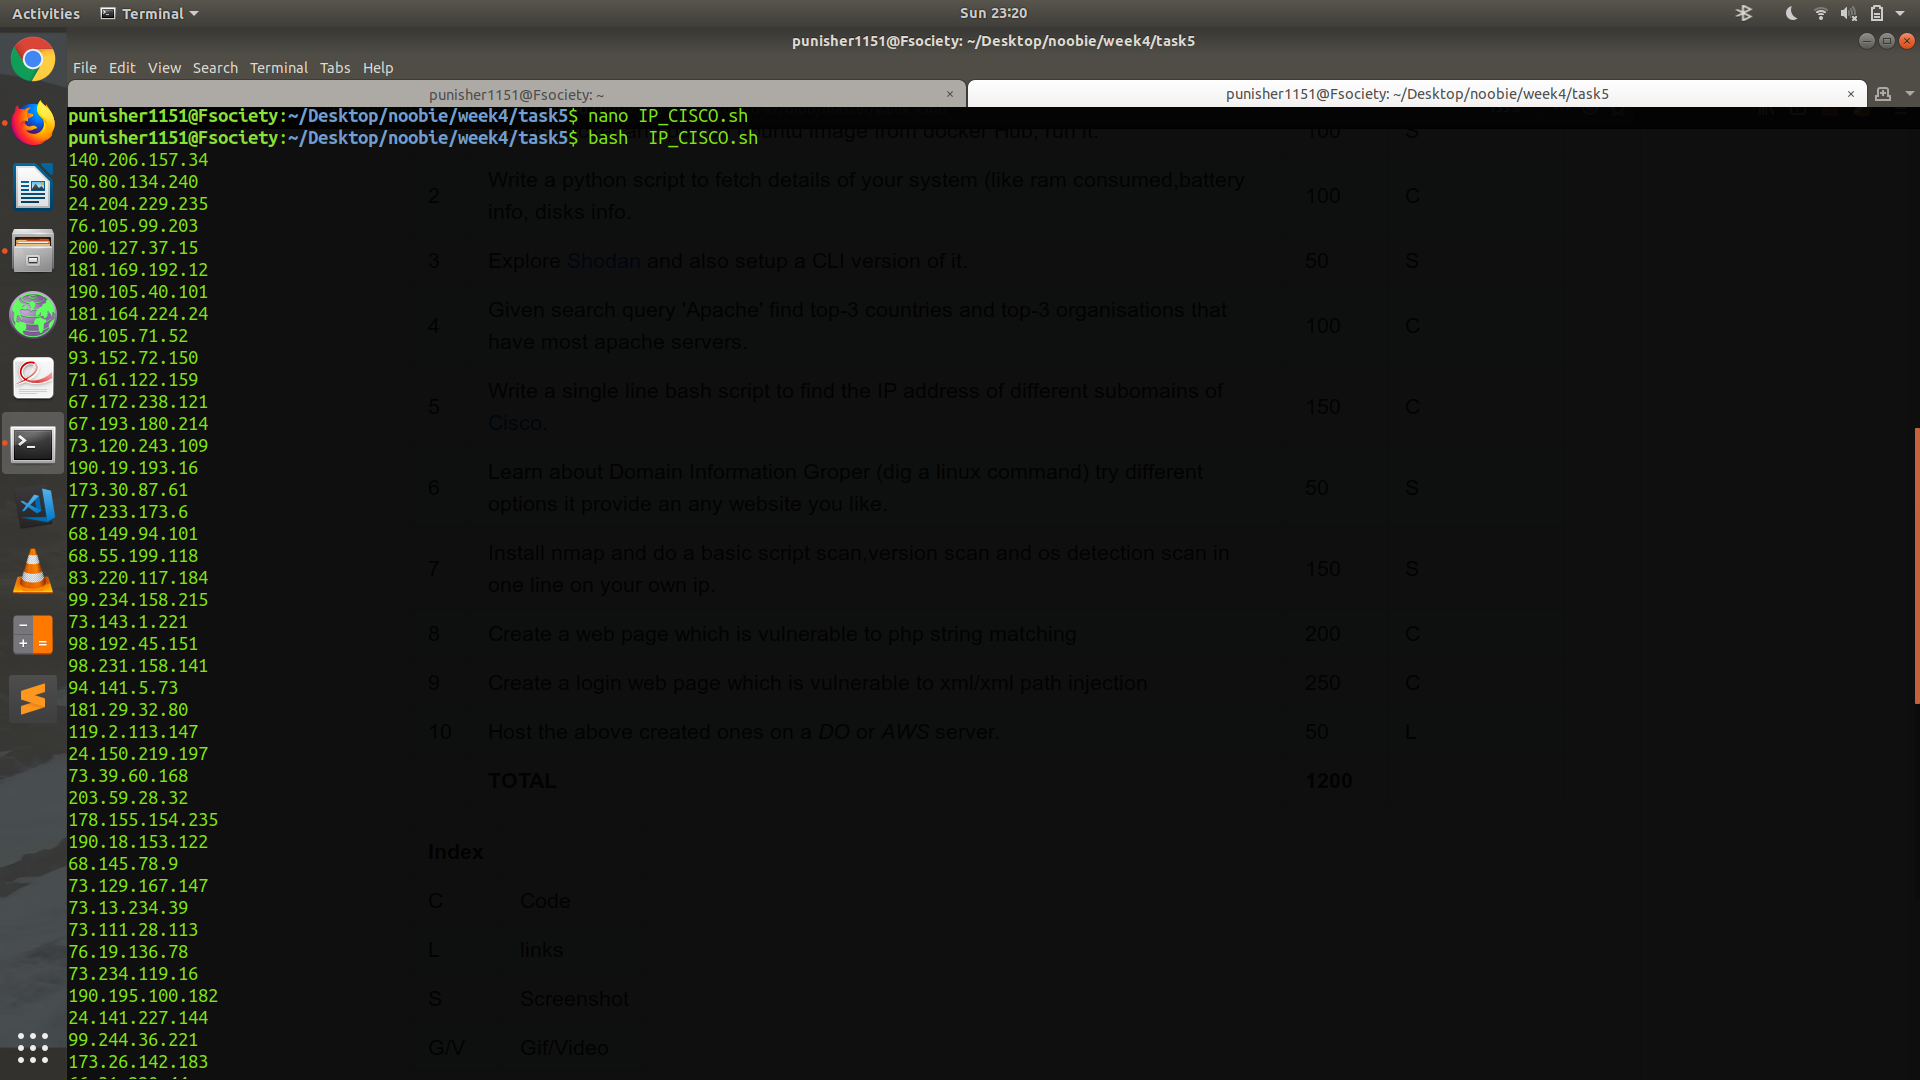 Activities Terminal Sun 23:20
punisher1151@Fsociety: ~/Desktop/noobie/week4/task5
File Edit View Search Terminal Tabs Help
punisher1151@Fsociety: ~ × punisher1151@Fsociety: ~/Desktop/noobie/week4/task5 ×
punisher1151@Fsociety:~/Desktop/noobie/week4/task5$ nano IP_CISCO.sh
punisher1151@Fsociety:~/Desktop/noobie/week4/task5$ bash  IP_CISCO.sh
140.206.157.34
50.80.134.240
24.204.229.235
76.105.99.203
200.127.37.15
181.169.192.12
190.105.40.101
181.164.224.24
46.105.71.52
93.152.72.150
71.61.122.159
67.172.238.121
67.193.180.214
73.120.243.109
190.19.193.16
173.30.87.61
77.233.173.6
68.149.94.101
68.55.199.118
83.220.117.184
99.234.158.215
73.143.1.221
98.192.45.151
98.231.158.141
94.141.5.73
181.29.32.80
119.2.113.147
24.150.219.197
73.39.60.168
203.59.28.32
178.155.154.235
190.18.153.122
68.145.78.9
73.129.167.147
73.13.234.39
73.111.28.113
76.19.136.78
73.234.119.16
190.195.100.182
24.141.227.144
99.244.36.221
173.26.142.183
ubuntu image from docker Hub, run it. 100 S
2 Write a python script to fetch details of your system (like ram consumed,battery
info, disks info. 100 C
3 Explore Shodan and also setup a CLI version of it. 50 S
4 Given search query 'Apache' find top-3 countries and top-3 organisations that
have most apache servers. 100 C
5 Write a single line bash script to find the IP address of different subomains of
Cisco. 150 C
6 Learn about Domain Information Groper (dig a linux command) try different
options it provide an any website you like. 50 S
7 Install nmap and do a basic script scan,version scan and os detection scan in
one line on your own ip. 150 S
8 Create a web page which is vulnerable to php string matching 200 C
9 Create a login web page which is vulnerable to xml/xml path injection 250 C
10 Host the above created ones on a DO or AWS server. 50 L
TOTAL 1200
Index
C Code
L links
S Screenshot
G/V Gif/Video